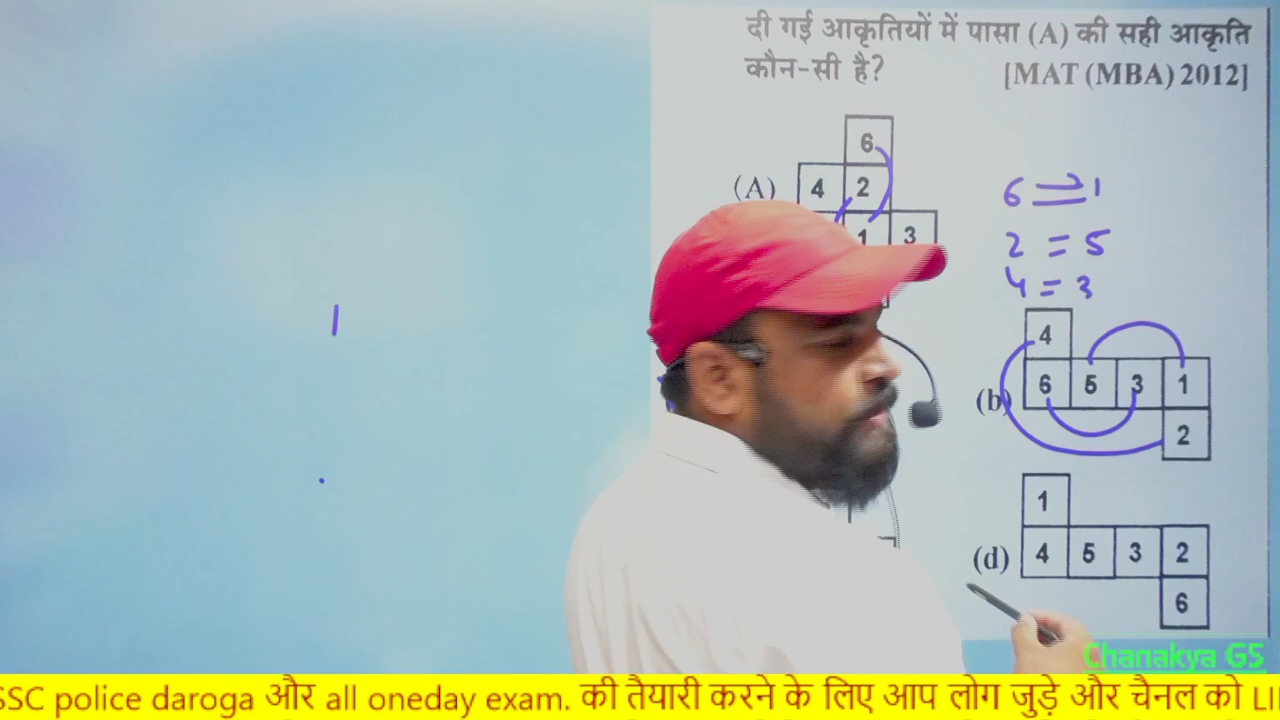 दी गई आकृतियों में पासा (A) की सही आकृति
कौन-सी है? [MAT (MBA) 2012]
6
(A) 4 2
1 3
6 = 1
2 = 5
4 = 3
4
(b) 6 5 3 1
2
1
(d) 4 5 3 2
6
Chanakya GS
SSC police daroga और all oneday exam. की तैयारी करने के लिए आप लोग जुड़े और चैनल को